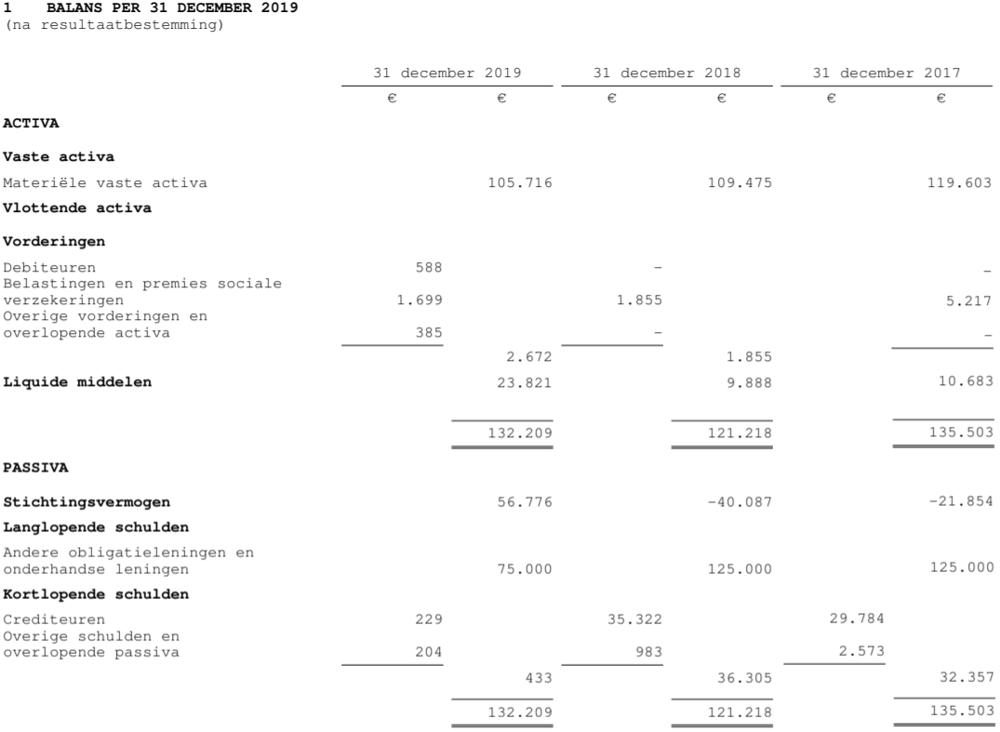 1 BALANS PER 31 DECEMBER 2019
(na resultaatbestemming)
31 december 2019 31 december 2018 31 december 2017
€ € € € € €
ACTIVA
Vaste activa
Materiële vaste activa 105.716 109.475 119.603
Vlottende activa
Vorderingen
Debiteuren 588 – –
Belastingen en premies sociale
verzekeringen 1.699 1.855 5.217
Overige vorderingen en
overlopende activa 385 – –
2.672 1.855
Liquide middelen 23.821 9.888 10.683
132.209 121.218 135.503
PASSIVA
Stichtingsvermogen 56.776 -40.087 -21.854
Langlopende schulden
Andere obligatieleningen en
onderhandse leningen 75.000 125.000 125.000
Kortlopende schulden
Crediteuren 229 35.322 29.784
Overige schulden en
overlopende passiva 204 983 2.573
433 36.305 32.357
132.209 121.218 135.503